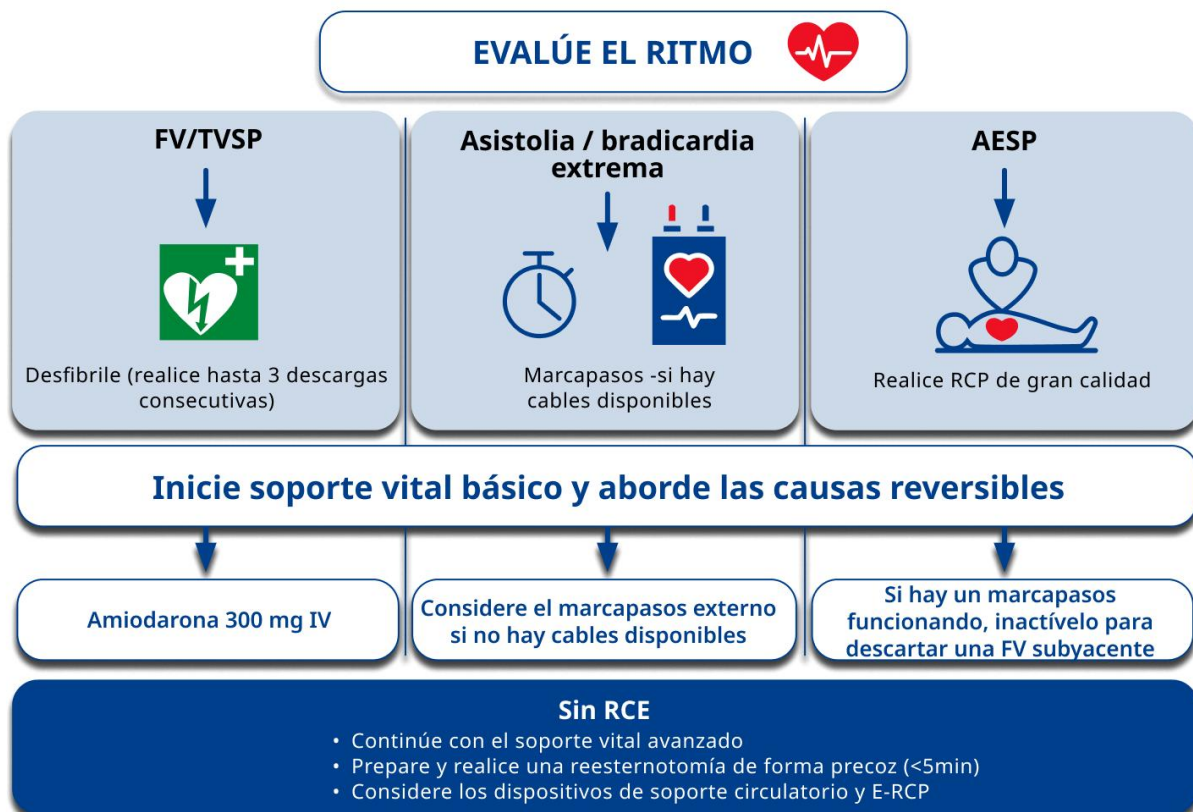 EVALÚE EL RITMO
FV/TVSP
Desfibrile (realice hasta 3 descargas
consecutivas)
Asistolia / bradicardia
extrema
Marcapasos -si hay
cables disponibles
AESP
Realice RCP de gran calidad
Inicie soporte vital básico y aborde las causas reversibles
Amiodarona 300 mg IV
Considere el marcapasos externo
si no hay cables disponibles
Si hay un marcapasos
funcionando, inactívelo para
descartar una FV subyacente
Sin RCE
• Continúe con el soporte vital avanzado
• Prepare y realice una reesternotomía de forma precoz (<5min)
• Considere los dispositivos de soporte circulatorio y E-RCP